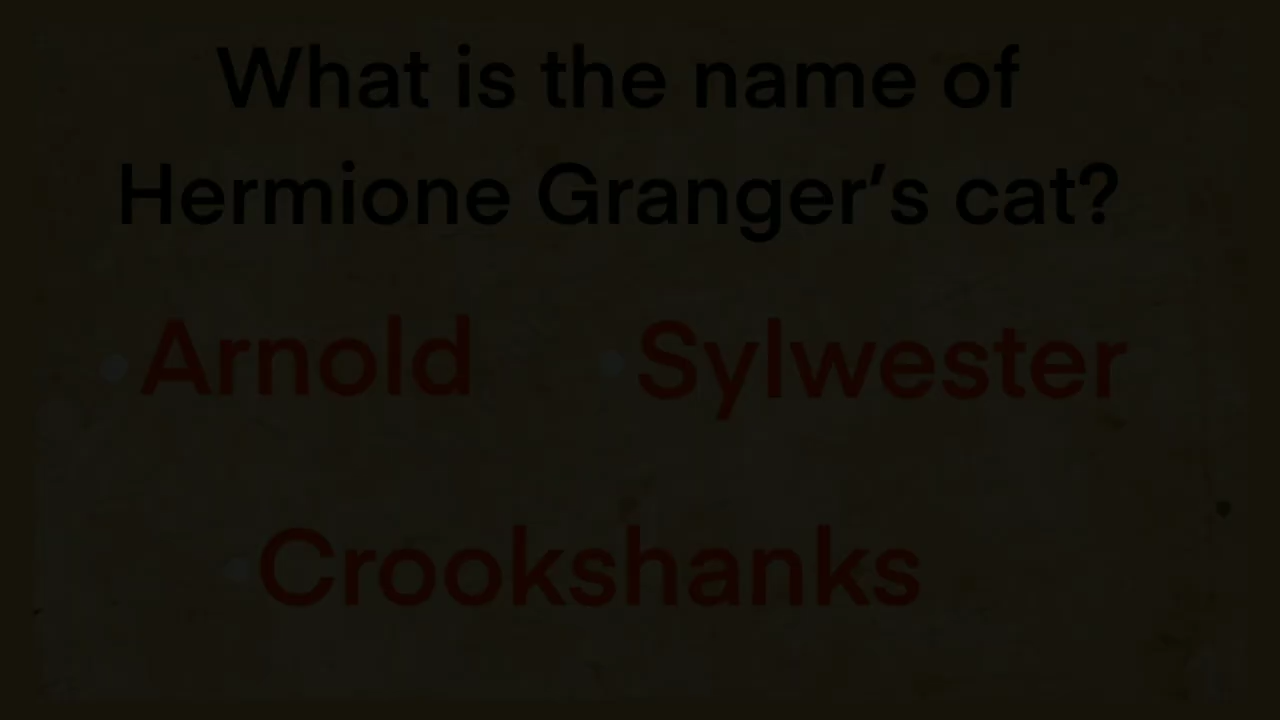 What is the name of
Hermione Granger’s cat?
Arnold Sylwester
Crookshanks